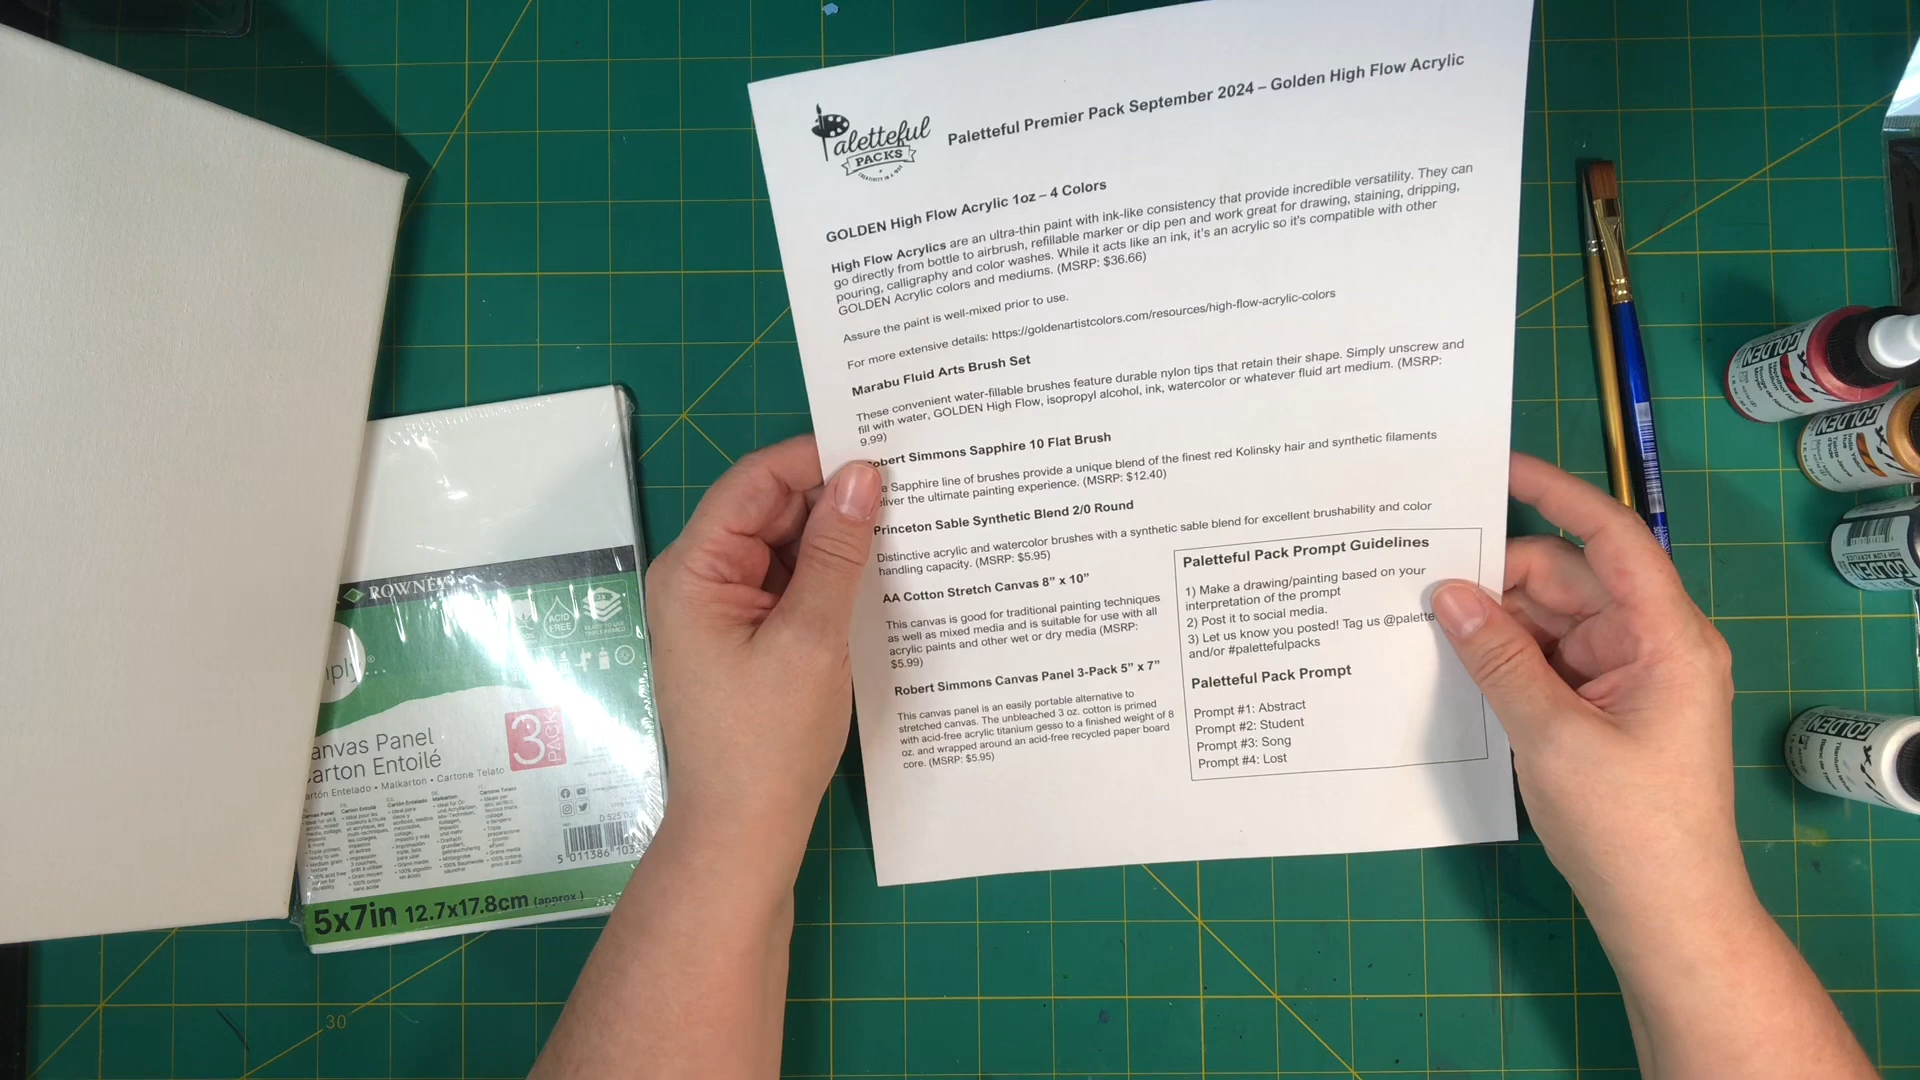 Paletteful
PACKS
Paletteful Premier Pack September 2024 – Golden High Flow Acrylic
GOLDEN High Flow Acrylic 1oz – 4 Colors
High Flow Acrylics are an ultra-thin paint with ink-like consistency that provide incredible versatility. They can
go directly from bottle to airbrush, refillable marker or dip pen and work great for drawing, staining, dripping,
pouring, calligraphy and color washes. While it acts like an ink, it's an acrylic so it's compatible with other
GOLDEN Acrylic colors and mediums. (MSRP: $36.66)
Assure the paint is well-mixed prior to use.
For more extensive details: https://goldenartistcolors.com/resources/high-flow-acrylic-colors
Marabu Fluid Arts Brush Set
These convenient water-fillable brushes feature durable nylon tips that retain their shape. Simply unscrew and
fill with water, GOLDEN High Flow, isopropyl alcohol, ink, watercolor or whatever fluid art medium. (MSRP:
9.99)
obert Simmons Sapphire 10 Flat Brush
e Sapphire line of brushes provide a unique blend of the finest red Kolinsky hair and synthetic filaments
liver the ultimate painting experience. (MSRP: $12.40)
Princeton Sable Synthetic Blend 2/0 Round
Distinctive acrylic and watercolor brushes with a synthetic sable blend for excellent brushability and color
handling capacity. (MSRP: $5.95)
AA Cotton Stretch Canvas 8” x 10”
This canvas is good for traditional painting techniques
as well as mixed media and is suitable for use with all
acrylic paints and other wet or dry media (MSRP:
$5.99)
Robert Simmons Canvas Panel 3-Pack 5” x 7”
This canvas panel is an easily portable alternative to
stretched canvas. The unbleached 3 oz. cotton is primed
with acid-free acrylic titanium gesso to a finished weight of 8
oz. and wrapped around an acid-free recycled paper board
core. (MSRP: $5.95)
Paletteful Pack Prompt Guidelines
1) Make a drawing/painting based on your
interpretation of the prompt
2) Post it to social media.
3) Let us know you posted! Tag us @palette
and/or #palettefulpacks
Paletteful Pack Prompt
Prompt #1: Abstract
Prompt #2: Student
Prompt #3: Song
Prompt #4: Lost
ROWNEY
ACID
FREE
READY TO USE
TRIPLE PRIMED
mply...
3
PACK
anvas Panel
Carton Entoilé
artón Entelado • Malkarton • Cartone Telato
5x7in 12.7x17.8cm (approx.)
30
GOLDEN
GOLDEN
GOLDEN
GOLDEN